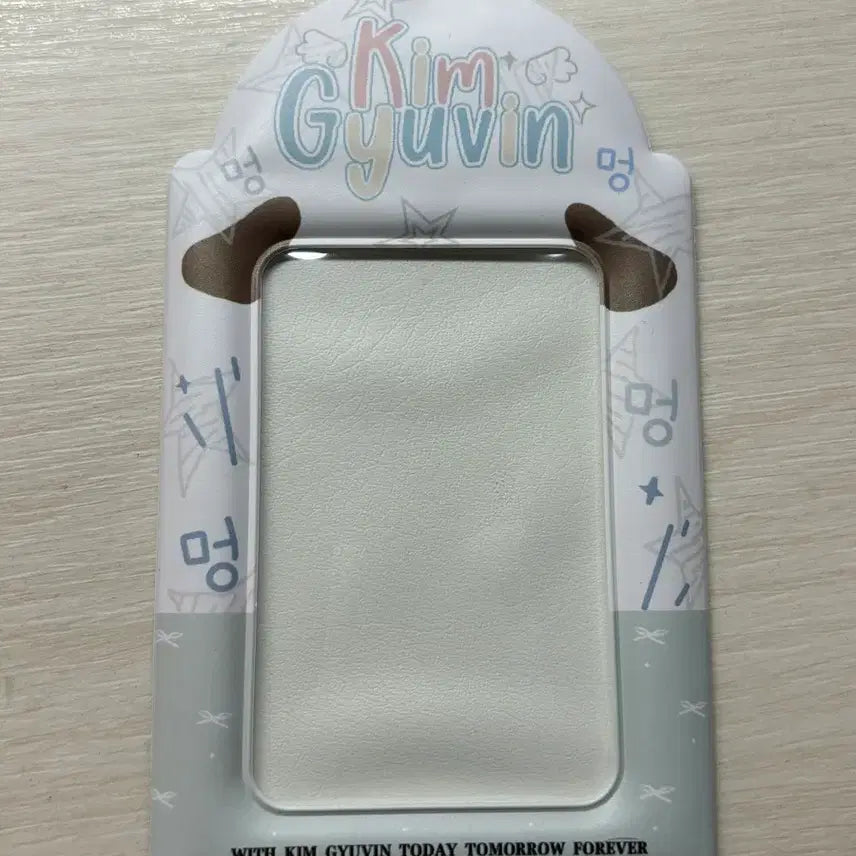 Kim
Gyuvin
멍 멍
멍
멍
WITH KIM GYUVIN TODAY TOMORROW FOREVER